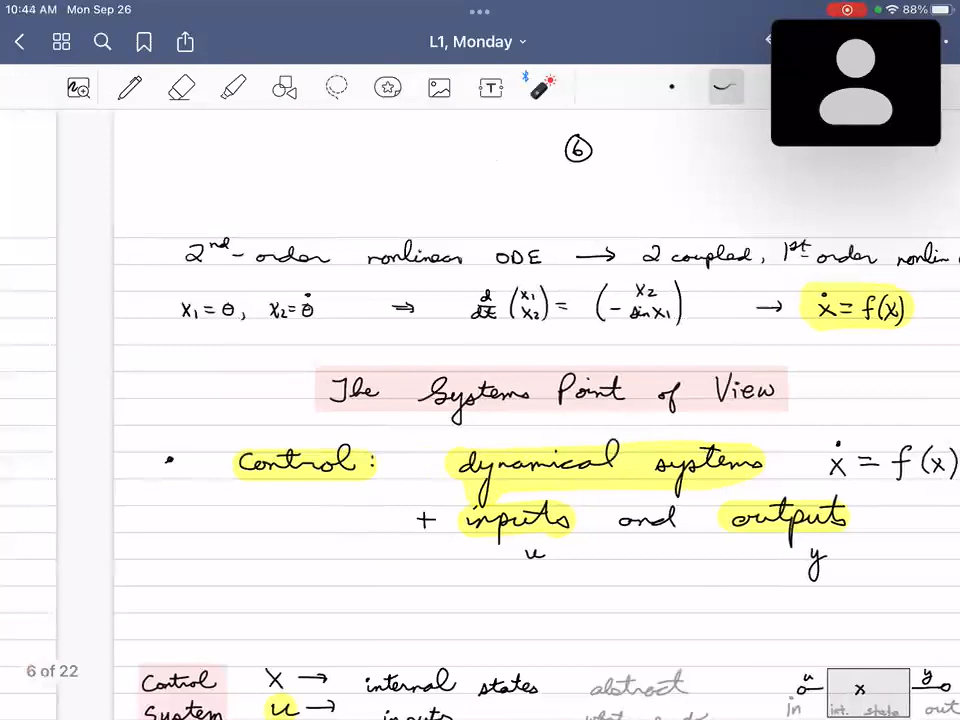 10:44 AM Mon Sep 26
88%
L1, Monday
6
2nd-order nonlinear ODE → 2 coupled, 1st-order nonlin
x1 = θ, x2 = θ̇ ⇒ d/dt (x1 x2) = (x2 -sin x1) → ẋ = f(x)
The Systems Point of View
• Control: dynamical systems ẋ = f(x)
+ inputs and outputs
u y
6 of 22
Control X → internal states abstract u x y
System u → inputs in int. state out